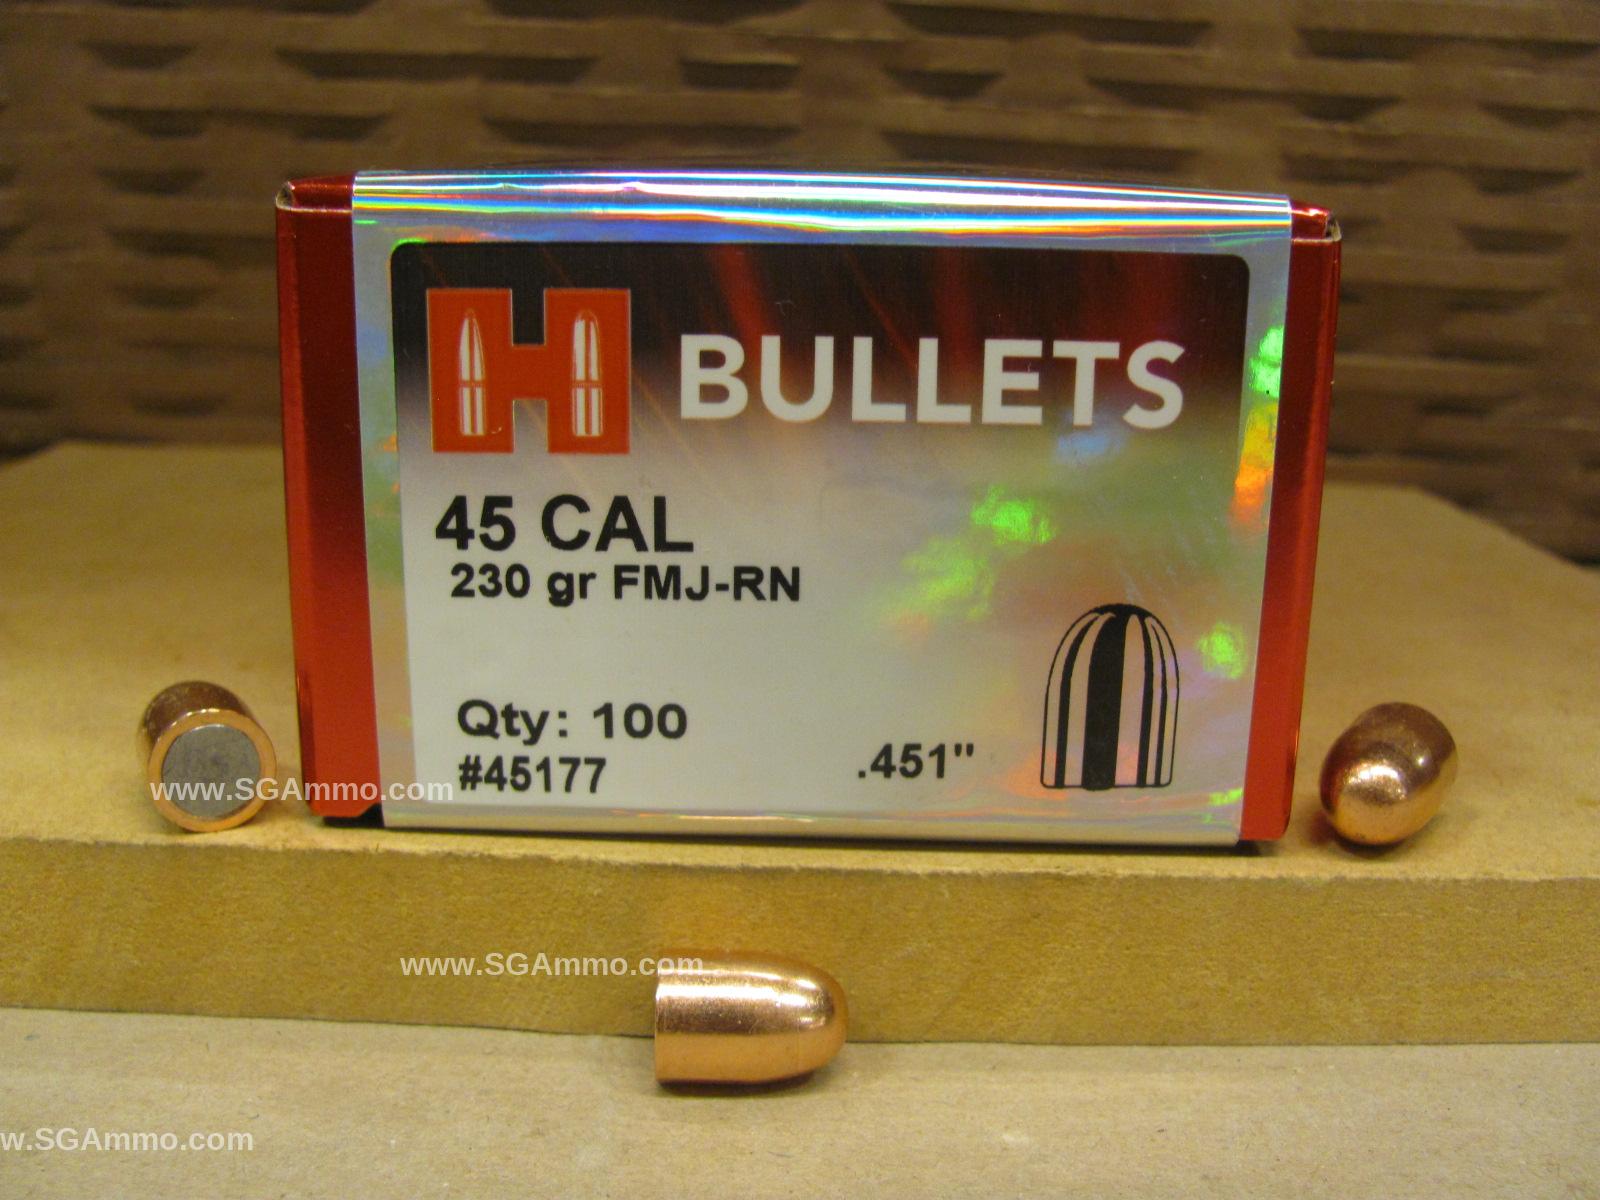 H BULLETS
45 CAL
230 gr FMJ-RN
Qty: 100
#45177
.451"
www.SGAmmo.com
www.SGAmmo.com
w.SGAmmo.com